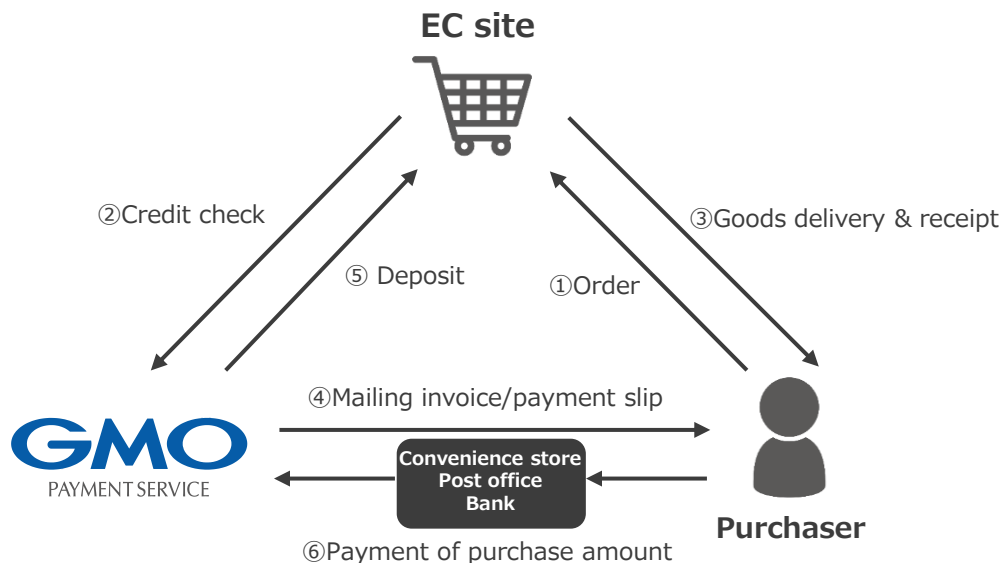 EC site
②Credit check
③Goods delivery & receipt
⑤ Deposit
①Order
④Mailing invoice/payment slip
GMO
PAYMENT SERVICE
Convenience store
Post office
Bank
Purchaser
⑥Payment of purchase amount